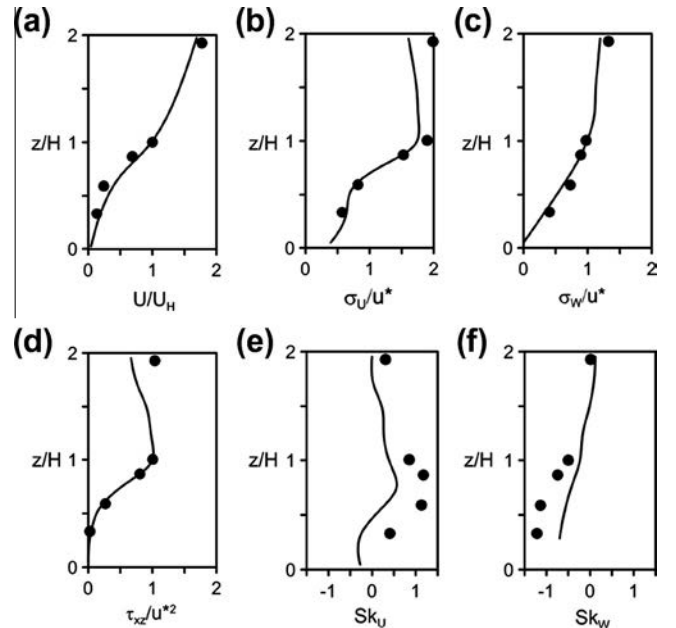 (a) (b) (c)
2 2 2
z/H 1 z/H 1 z/H 1
0 0 0
0 1 2 0 1 2 0 1 2
U/U_H σ_U/u* σ_W/u*
(d) (e) (f)
2 2 2
z/H 1 z/H 1 z/H 1
0 0 0
0 1 2 -1 0 1 -1 0 1
τ_xz/u*² Sk_U Sk_W